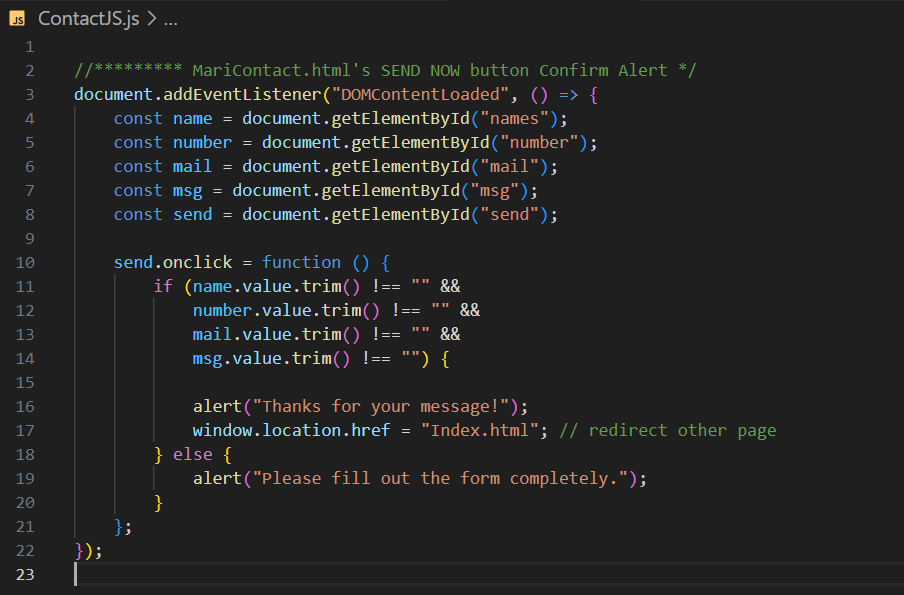 JS ContactJS.js > ...
1
2 //********* MariContact.html's SEND NOW button Confirm Alert */
3 document.addEventListener("DOMContentLoaded", () => {
4     const name = document.getElementById("names");
5     const number = document.getElementById("number");
6     const mail = document.getElementById("mail");
7     const msg = document.getElementById("msg");
8     const send = document.getElementById("send");
9
10     send.onclick = function () {
11         if (name.value.trim() !== "" &&
12             number.value.trim() !== "" &&
13             mail.value.trim() !== "" &&
14             msg.value.trim() !== "") {
15
16             alert("Thanks for your message!");
17             window.location.href = "Index.html"; // redirect other page
18         } else {
19             alert("Please fill out the form completely.");
20         }
21     };
22 });
23